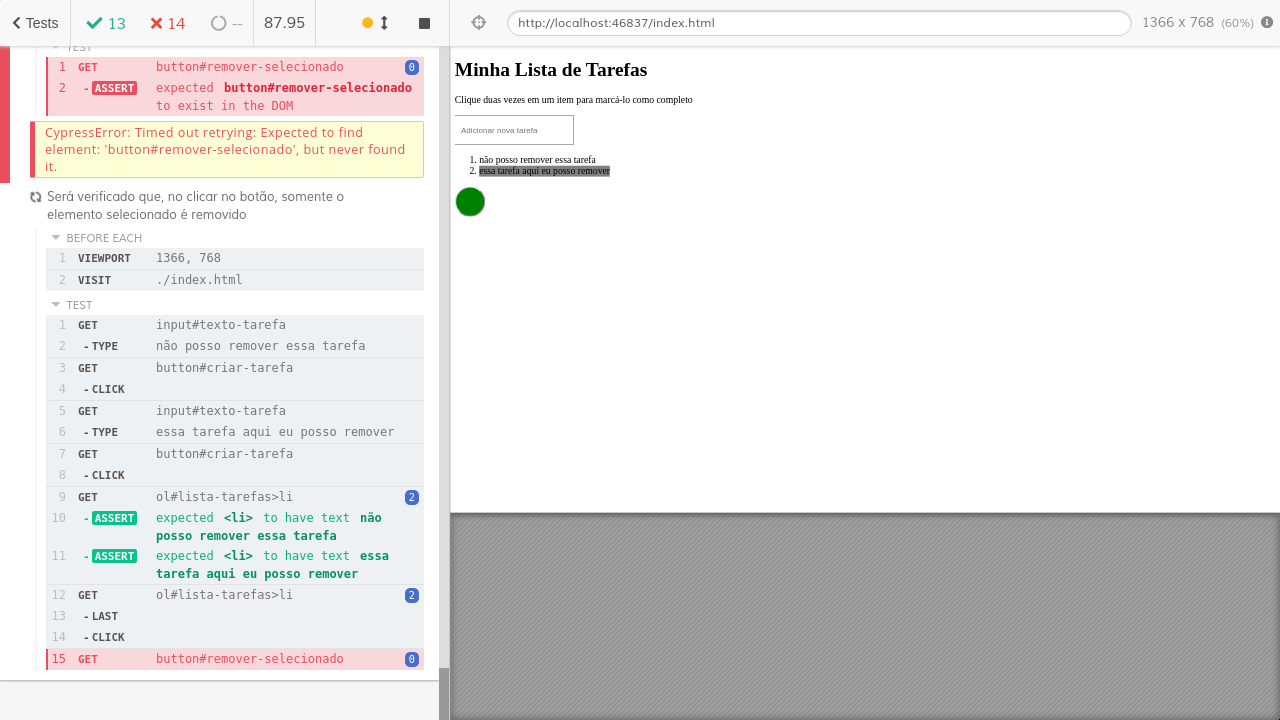 Tests
13
14
--
87.95
http://localhost:46837/index.html
1366 x 768 (60%)
TEST
1 GET button#remover-selecionado 0
2 - ASSERT expected button#remover-selecionado
to exist in the DOM
CypressError: Timed out retrying: Expected to find
element: 'button#remover-selecionado', but never found
it.
Será verificado que, no clicar no botão, somente o
elemento selecionado é removido
BEFORE EACH
1 VIEWPORT 1366, 768
2 VISIT ./index.html
TEST
1 GET input#texto-tarefa
2 - TYPE não posso remover essa tarefa
3 GET button#criar-tarefa
4 - CLICK
5 GET input#texto-tarefa
6 - TYPE essa tarefa aqui eu posso remover
7 GET button#criar-tarefa
8 - CLICK
9 GET ol#lista-tarefas>li 2
10 - ASSERT expected <li> to have text não
posso remover essa tarefa
11 - ASSERT expected <li> to have text essa
tarefa aqui eu posso remover
12 GET ol#lista-tarefas>li 2
13 - LAST
14 - CLICK
15 GET button#remover-selecionado 0
Minha Lista de Tarefas
Clique duas vezes em um item para marcá-lo como completo
Adicionar nova tarefa
1. não posso remover essa tarefa
2. essa tarefa aqui eu posso remover